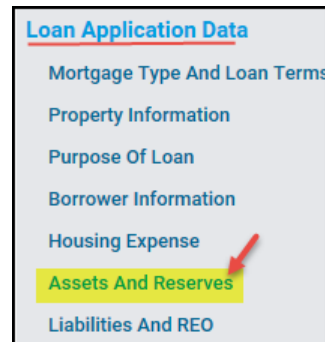 Loan Application Data
Mortgage Type And Loan Terms
Property Information
Purpose Of Loan
Borrower Information
Housing Expense
Assets And Reserves
Liabilities And REO